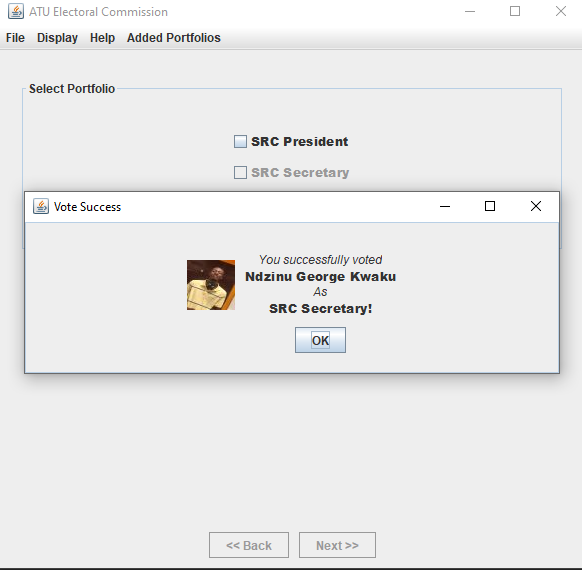 ATU Electoral Commission
File Display Help Added Portfolios
Select Portfolio
SRC President
SRC Secretary
Vote Success
You successfully voted
Ndzinu George Kwaku
As
SRC Secretary!
OK
<< Back Next >>